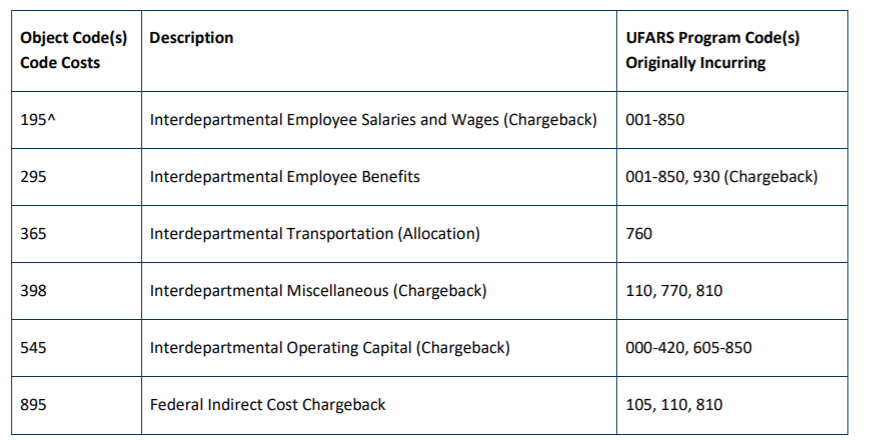 Object Code(s) Description UFARS Program Code(s)
Code Costs Originally Incurring
195^ Interdepartmental Employee Salaries and Wages (Chargeback) 001-850
295 Interdepartmental Employee Benefits 001-850, 930 (Chargeback)
365 Interdepartmental Transportation (Allocation) 760
398 Interdepartmental Miscellaneous (Chargeback) 110, 770, 810
545 Interdepartmental Operating Capital (Chargeback) 000-420, 605-850
895 Federal Indirect Cost Chargeback 105, 110, 810